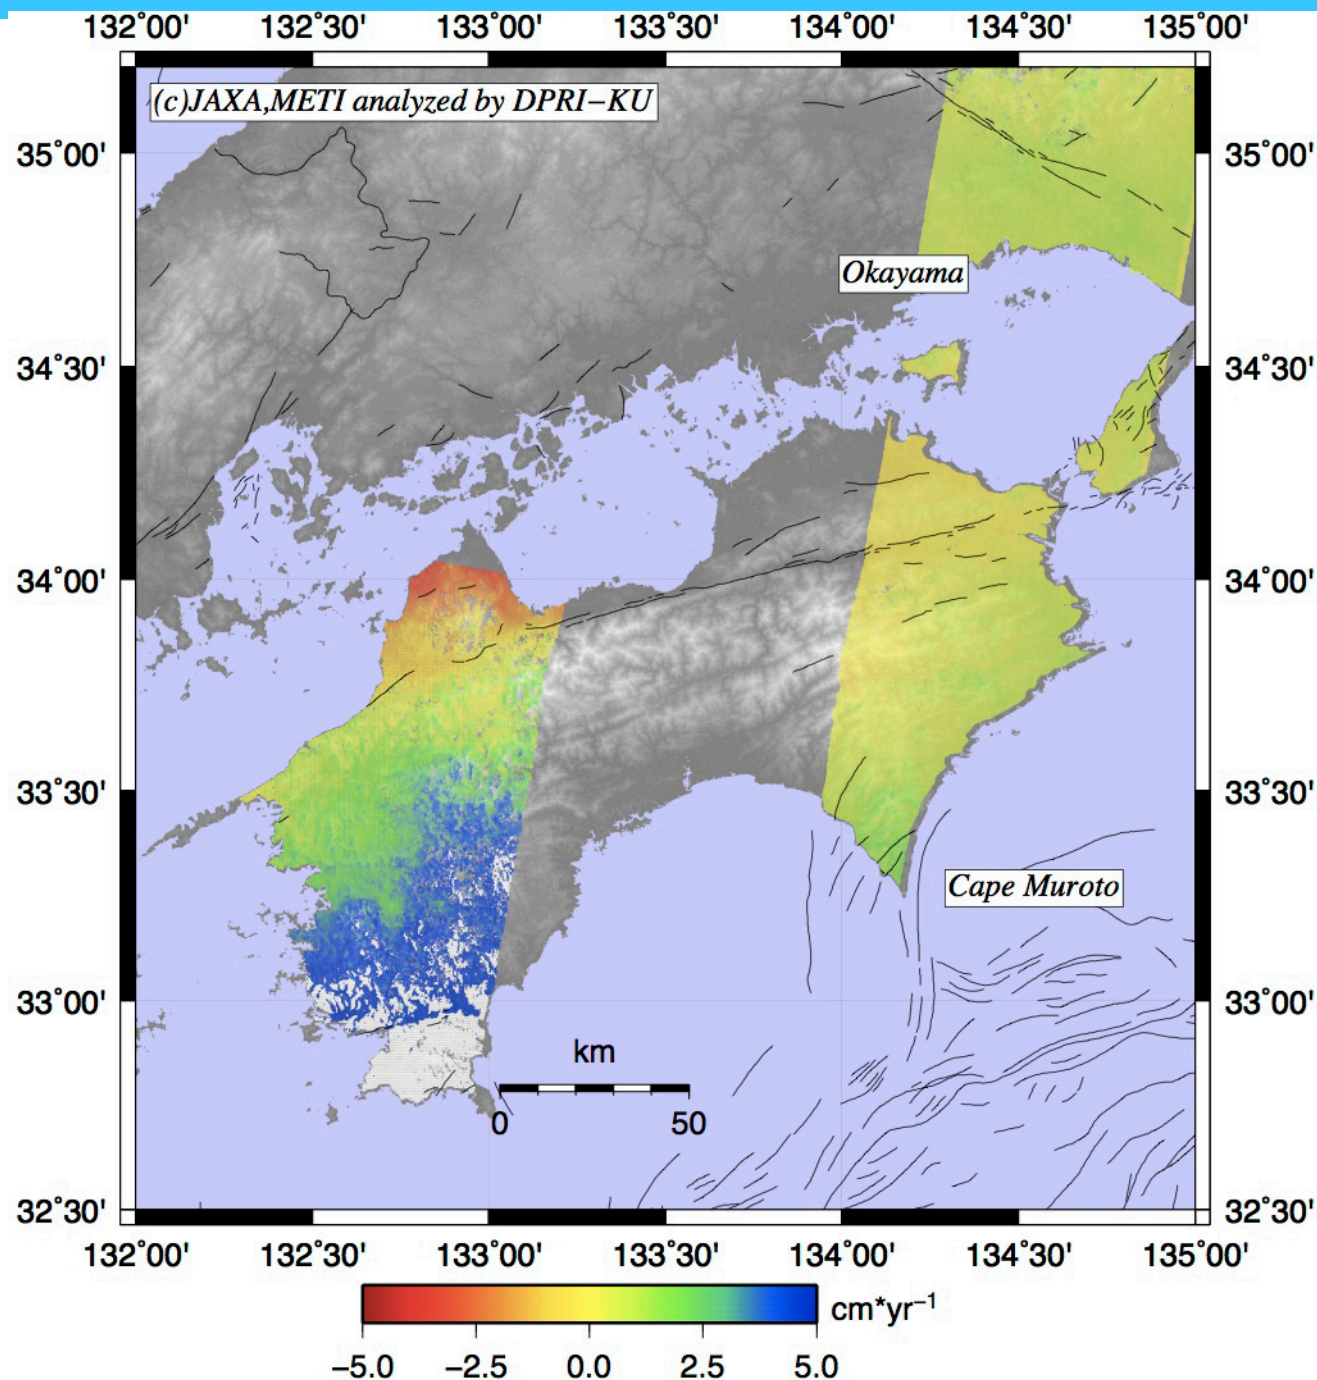 132˚00' 132˚30' 133˚00' 133˚30' 134˚00' 134˚30' 135˚00'
(c)JAXA,METI analyzed by DPRI−KU
35˚00' 35˚00'
Okayama
34˚30' 34˚30'
34˚00' 34˚00'
33˚30' 33˚30'
Cape Muroto
33˚00' 33˚00'
km
0 50
32˚30' 32˚30'
132˚00' 132˚30' 133˚00' 133˚30' 134˚00' 134˚30' 135˚00'
cm*yr⁻¹
−5.0 −2.5 0.0 2.5 5.0